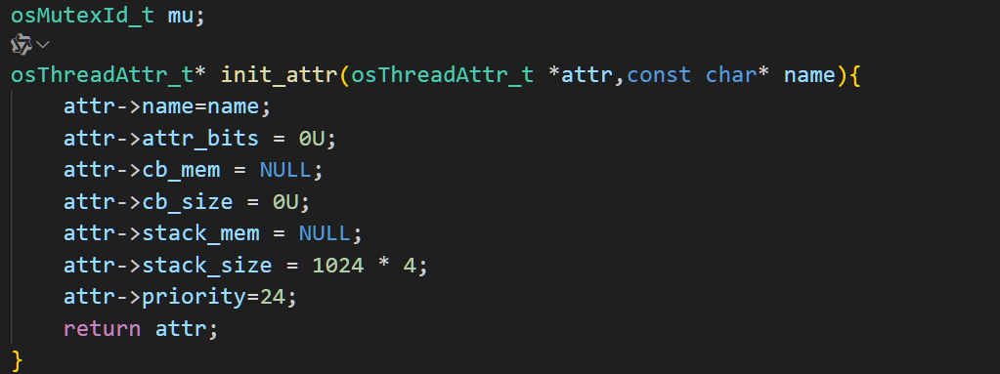 osMutexId_t mu;
osThreadAttr_t* init_attr(osThreadAttr_t *attr,const char* name){
    attr->name=name;
    attr->attr_bits = 0U;
    attr->cb_mem = NULL;
    attr->cb_size = 0U;
    attr->stack_mem = NULL;
    attr->stack_size = 1024 * 4;
    attr->priority=24;
    return attr;
}